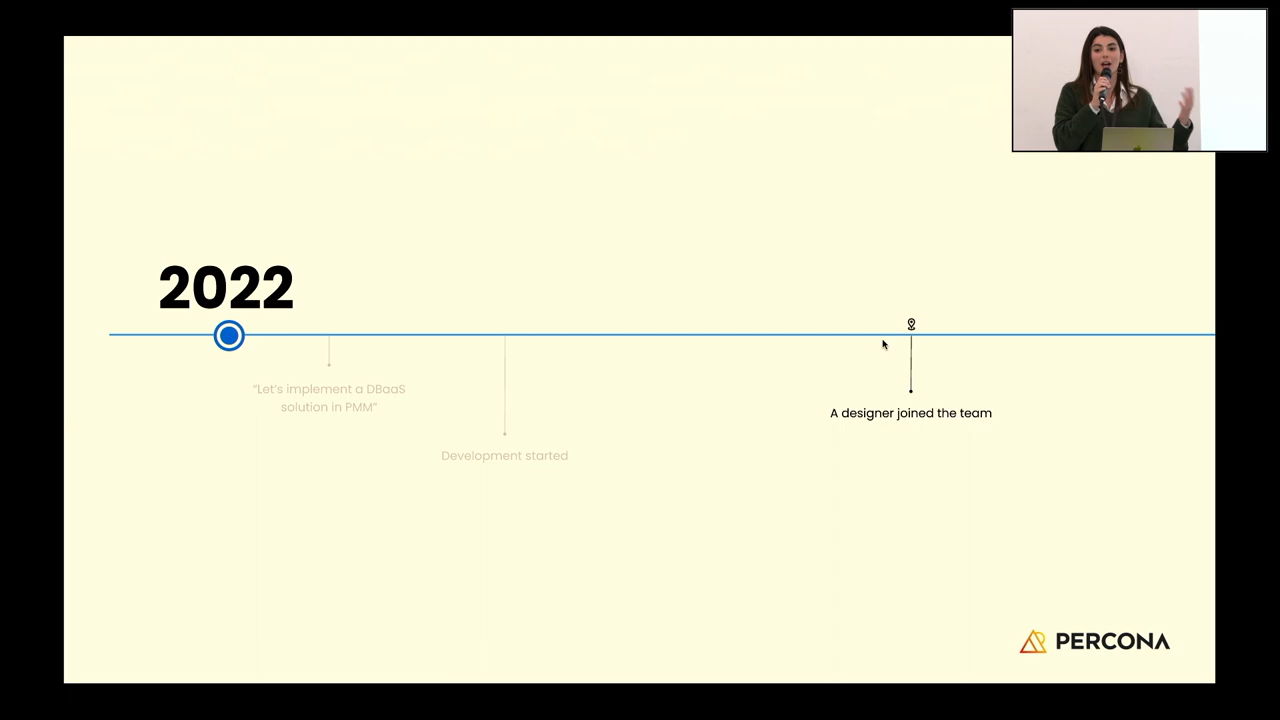 2022
“Let’s implement a DBaaS
solution in PMM”
Development started
A designer joined the team
PERCONA